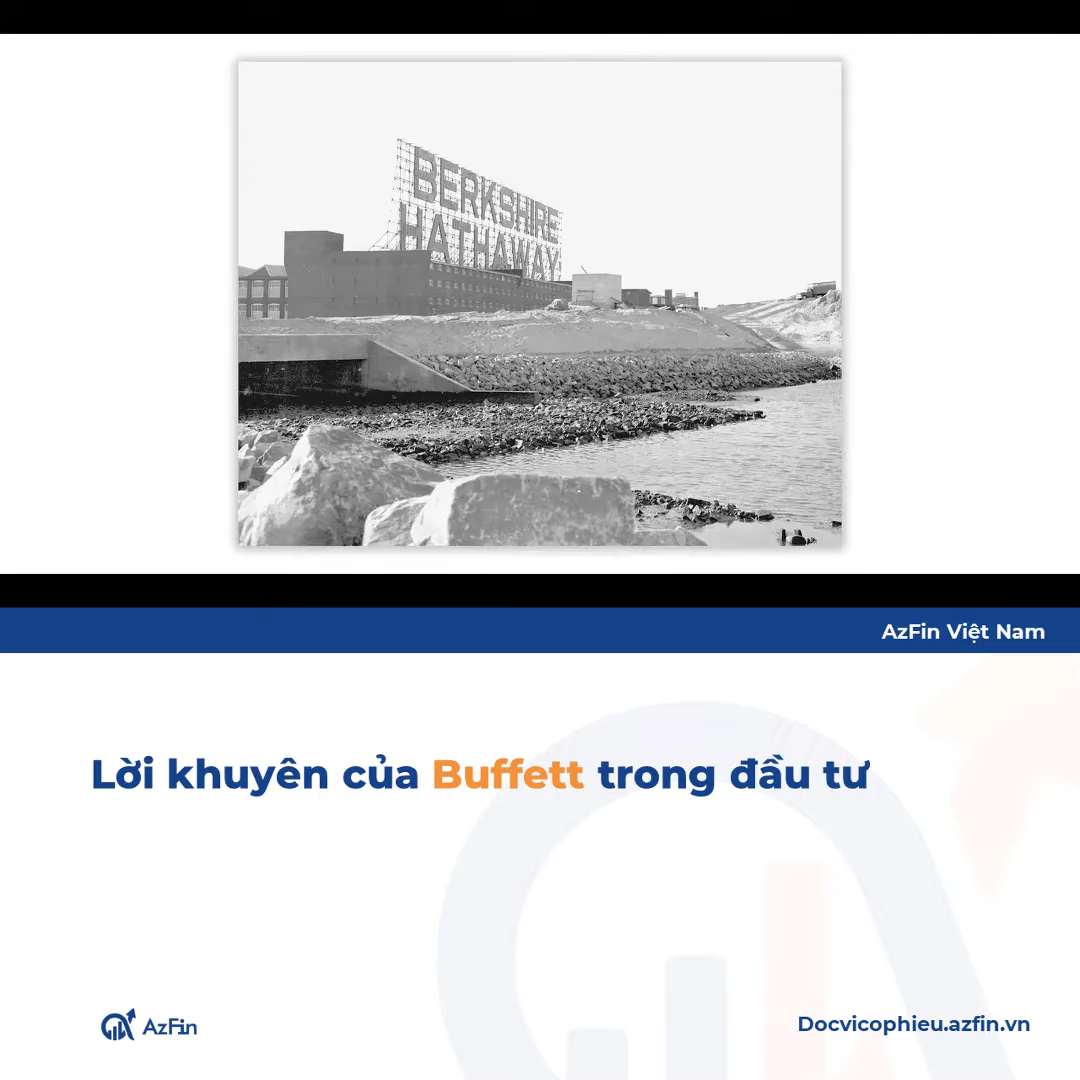 BERKSHIRE
HATHAWAY
AzFin Việt Nam
Lời khuyên của Buffett trong đầu tư
AzFin
Docvicophieu.azfin.vn